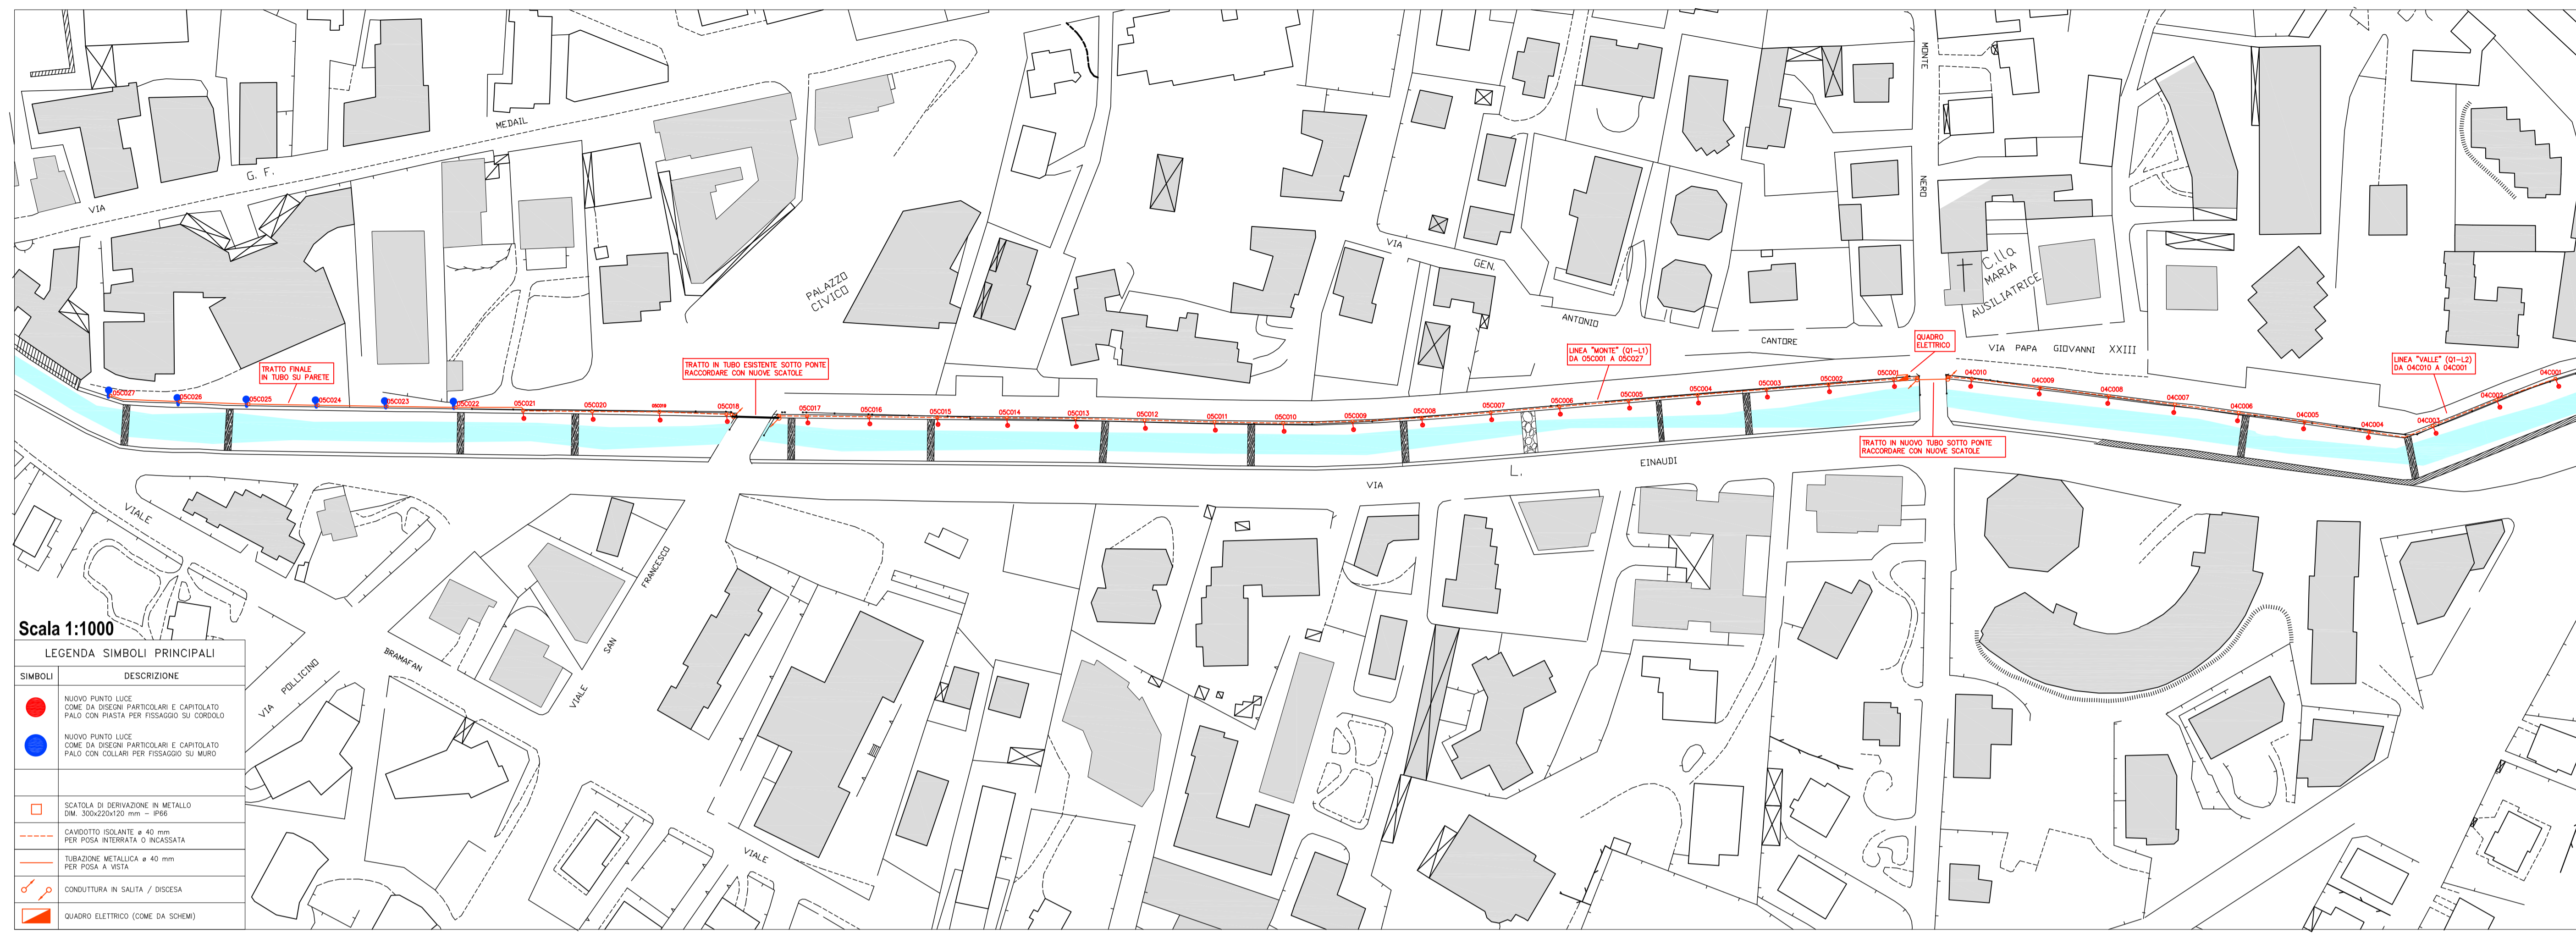 MONTE
MEDAIL
G. F.
VIA
NERO
VIA
GEN.
C.lla
MARIA
AUSILIATRICE
PALAZZO
CIVICO
ANTONIO
CANTORE
QUADRO
ELETTRICO
VIA PAPA GIOVANNI XXIII
LINEA "MONTE" (Q1-L1)
DA 05C001 A 05C027
LINEA "VALLE" (Q1-L2)
DA 04C010 A 04C001
TRATTO FINALE
IN TUBO SU PARETE
TRATTO IN TUBO ESISTENTE SOTTO PONTE
RACCORDARE CON NUOVE SCATOLE
05C027
05C026
05C025
05C024
05C023
05C022
05C021
05C020
05C019
05C018
05C017
05C016
05C015
05C014
05C013
05C012
05C011
05C010
05C009
05C008
05C007
05C006
05C005
05C004
05C003
05C002
05C001
04C010
04C009
04C008
04C007
04C006
04C005
04C004
04C003
04C002
04C001
TRATTO IN NUOVO TUBO SOTTO PONTE
RACCORDARE CON NUOVE SCATOLE
VIA
L.
EINAUDI
VIALE
FRANCESCO
SAN
VIALE
BRAMAFAN
POLLICINO
VIA
VIALE
Scala 1:1000
LEGENDA SIMBOLI PRINCIPALI
SIMBOLI
DESCRIZIONE
NUOVO PUNTO LUCE
COME DA DISEGNI PARTICOLARI E CAPITOLATO
PALO CON PIASTA PER FISSAGGIO SU CORDOLO
NUOVO PUNTO LUCE
COME DA DISEGNI PARTICOLARI E CAPITOLATO
PALO CON COLLARI PER FISSAGGIO SU MURO
SCATOLA DI DERIVAZIONE IN METALLO
DIM. 300x220x120 mm - IP66
CAVIDOTTO ISOLANTE ø 40 mm
PER POSA INTERRATA O INCASSATA
TUBAZIONE METALLICA ø 40 mm
PER POSA A VISTA
CONDUTTURA IN SALITA / DISCESA
QUADRO ELETTRICO (COME DA SCHEMI)